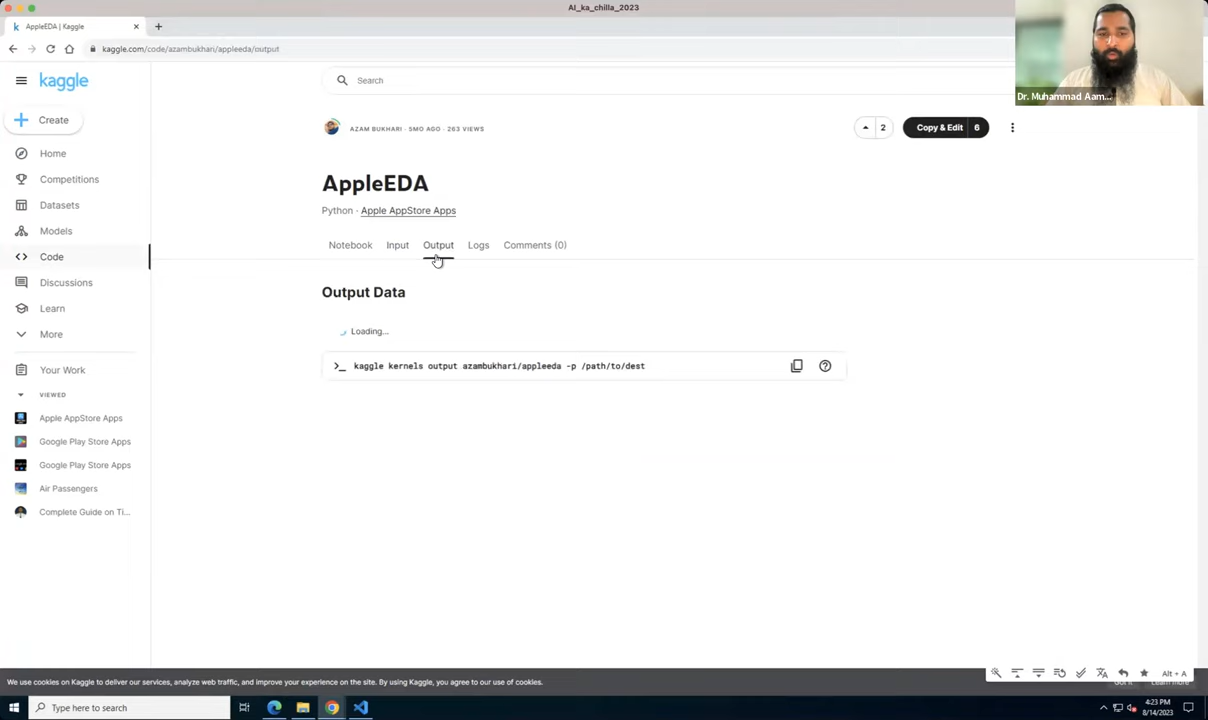 AI_ka_chilla_2023
AppleEDA | Kaggle
kaggle.com/code/azambukhari/appleeda/output
kaggle
Search
Dr. Muhammad Aam...
Create
AZAM BUKHARI · 5MO AGO · 263 VIEWS
2
Copy & Edit 6
Home
Competitions
AppleEDA
Datasets
Python · Apple AppStore Apps
Models
Notebook Input Output Logs Comments (0)
Code
Discussions
Output Data
Learn
Loading...
More
kaggle kernels output azambukhari/appleeda -p /path/to/dest
Your Work
VIEWED
Apple AppStore Apps
Google Play Store Apps
Google Play Store Apps
Air Passengers
Complete Guide on Ti...
We use cookies on Kaggle to deliver our services, analyze web traffic, and improve your experience on the site. By using Kaggle, you agree to our use of cookies.
Alt + A
Learn more
Type here to search
4:23 PM
8/14/2023